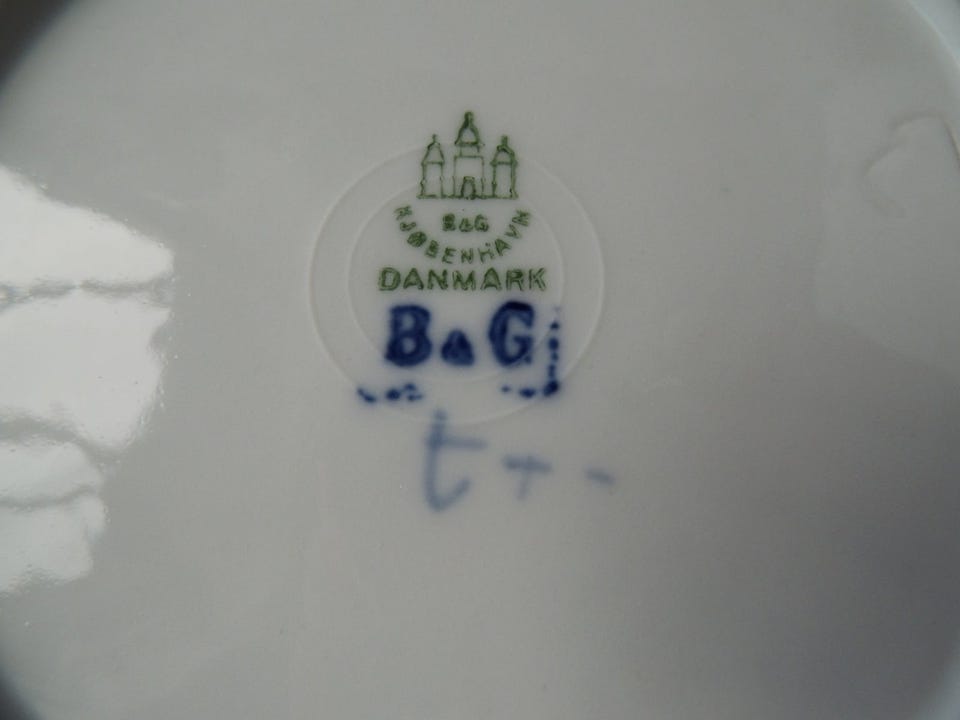 B&G
KJØBENHAVN
DANMARK
B&G
t + -